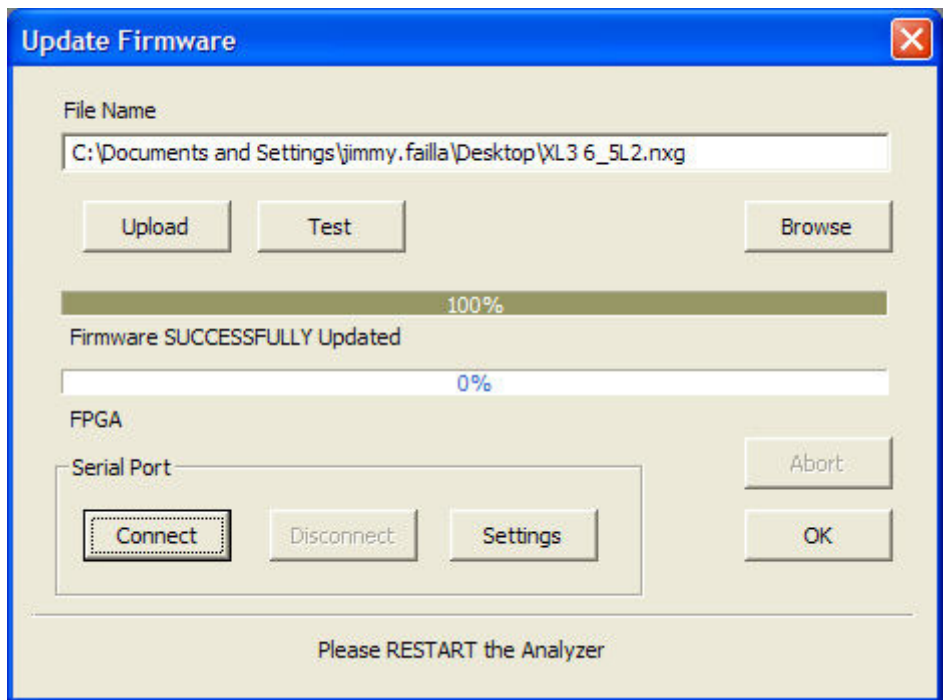 Update Firmware
File Name
C:\Documents and Settings\jimmy.failla\Desktop\XL3 6_5L2.nxg
Upload Test Browse
100%
Firmware SUCCESSFULLY Updated
0%
FPGA
Serial Port
Abort
Connect Disconnect Settings OK
Please RESTART the Analyzer